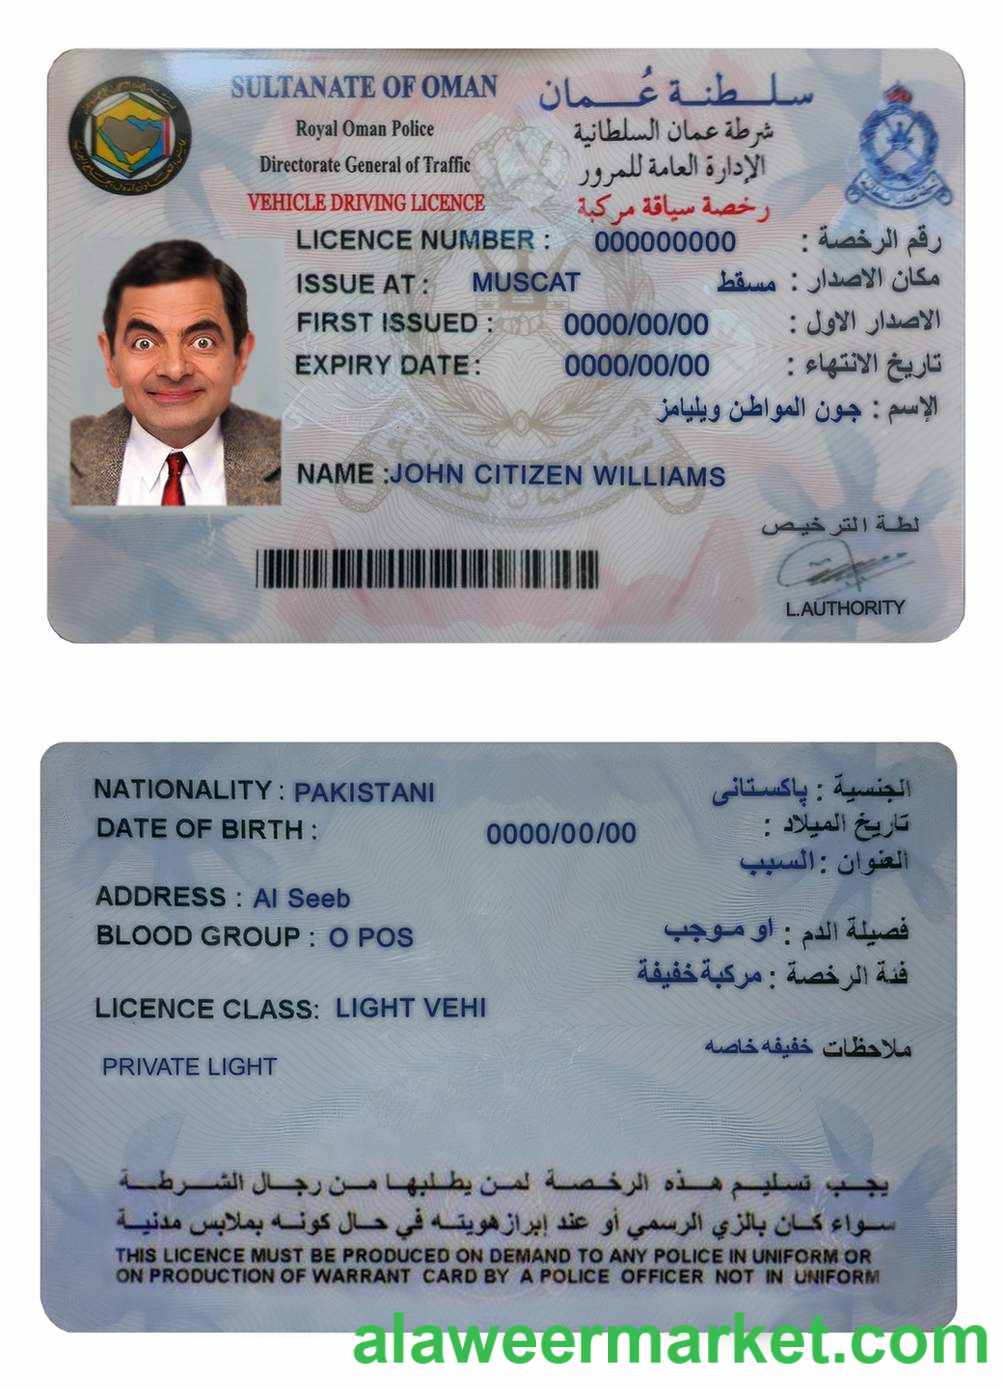 SULTANATE OF OMAN
سلطنة عُمان
Royal Oman Police
شرطة عمان السلطانية
Directorate General of Traffic
الإدارة العامة للمرور
VEHICLE DRIVING LICENCE
رخصة سياقة مركبة
LICENCE NUMBER : 000000000 رقم الرخصة :
ISSUE AT : MUSCAT مكان الاصدار : مسقط
FIRST ISSUED : 0000/00/00 الاصدار الاول :
EXPIRY DATE : 0000/00/00 تاريخ الانتهاء :
الإسم : جون المواطن ويليامز
NAME :JOHN CITIZEN WILLIAMS
لطة الترخيص
L.AUTHORITY
NATIONALITY : PAKISTANI الجنسية : پاکستانی
DATE OF BIRTH : 0000/00/00 تاريخ الميلاد :
العنوان : السبب
ADDRESS : Al Seeb
BLOOD GROUP : O POS فصيلة الدم : او موجب
فئة الرخصة : مركبة خفيفة
LICENCE CLASS: LIGHT VEHI
ملاحظات خفيفه خاصه
PRIVATE LIGHT
يجب تسليم هذه الرخصة لمن يطلبها من رجال الشرطة
سواء كان بالزي الرسمي أو عند إبراز هويته في حال كونه بملابس مدنية
THIS LICENCE MUST BE PRODUCED ON DEMAND TO ANY POLICE IN UNIFORM OR
ON PRODUCTION OF WARRANT CARD BY A POLICE OFFICER NOT IN UNIFORM
alaweermarket.com